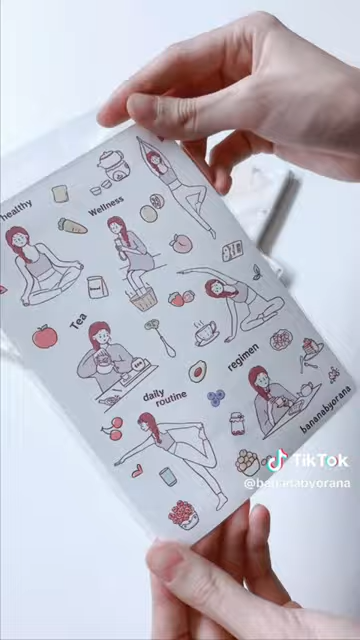 healthy
Wellness
Tea
daily
routine
regimen
bananabyorana
TikTok
@bananabyorana